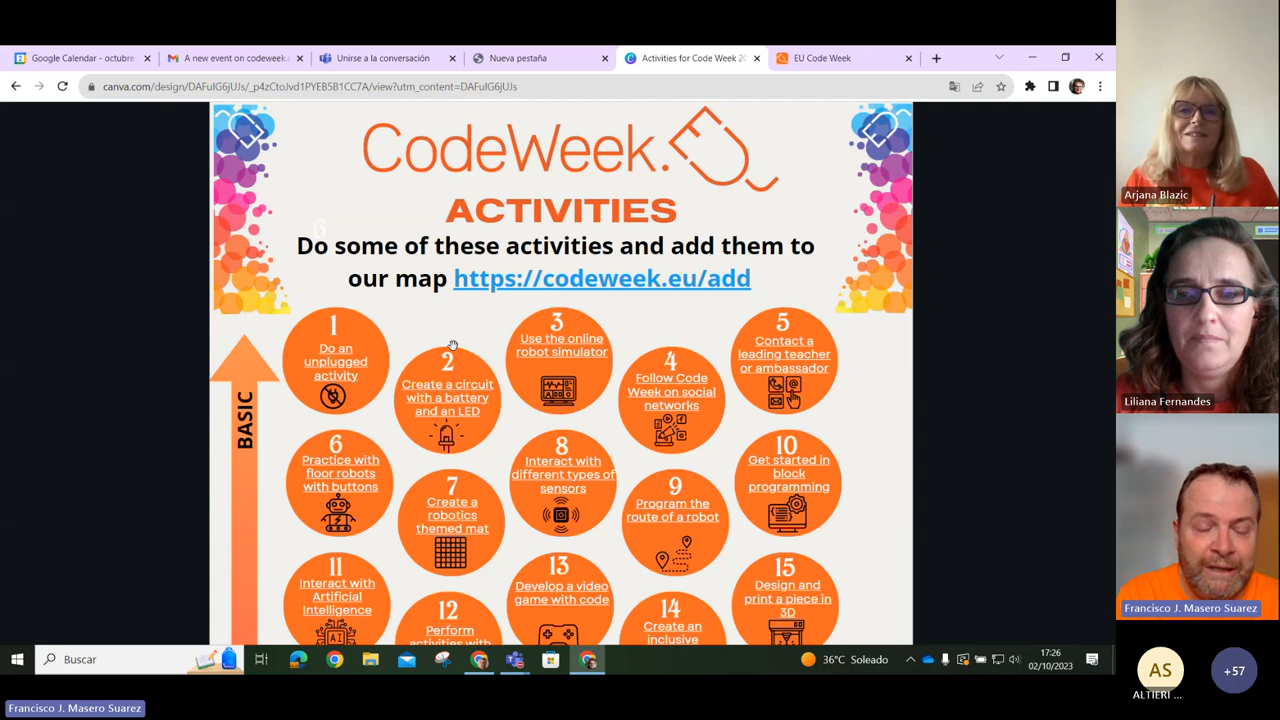 Google Calendar - octubre
A new event on codeweek.
Unirse a la conversación
Nueva pestaña
Activities for Code Week 20
EU Code Week
canva.com/design/DAFuIG6jUJs/_p4zCtoJvd1PYEB5B1CC7A/view?utm_content=DAFuIG6jUJs
CodeWeek.
ACTIVITIES
6
Do some of these activities and add them to
our map https://codeweek.eu/add
BASIC
1
Do an
unplugged
activity
2
Create a circuit
with a battery
and an LED
3
Use the online
robot simulator
4
Follow Code
Week on social
networks
5
Contact a
leading teacher
or ambassador
6
Practice with
floor robots
with buttons
7
Create a
robotics
themed mat
8
Interact with
different types of
sensors
9
Program the
route of a robot
10
Get started in
block
programming
11
Interact with
Artificial
Intelligence
AI
12
Perform
activities with
13
Develop a video
game with code
14
Create an
inclusive
15
Design and
print a piece in
3D
Arjana Blazic
Liliana Fernandes
Francisco J. Masero Suarez
AS
ALTIERI ...
+57
Buscar
36°C Soleado
17:26
02/10/2023
Francisco J. Masero Suarez